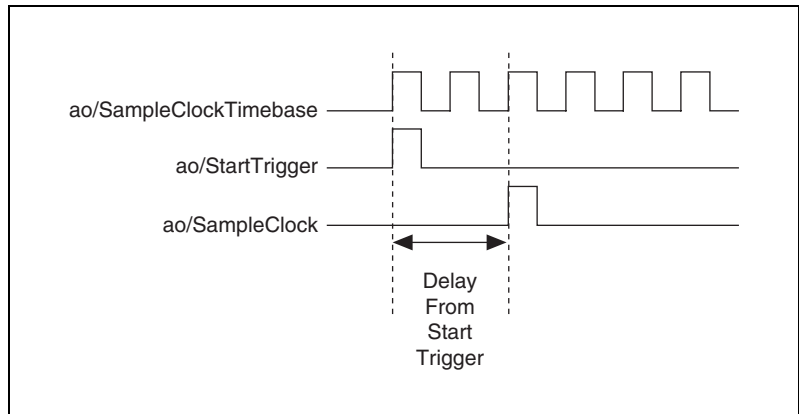 ao/SampleClockTimebase
ao/StartTrigger
ao/SampleClock
Delay
From
Start
Trigger